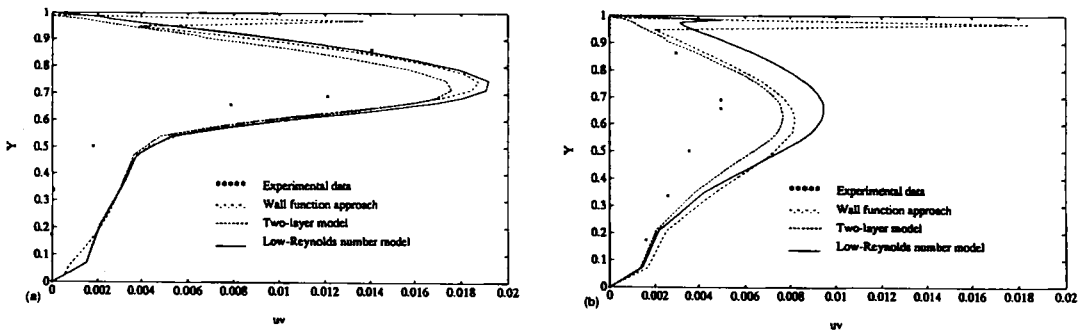 1
0.9
0.8
0.7
0.6
0.5
0.4
0.3
0.2
0.1
0
Y
Experimental data
Wall function approach
Two-layer model
Low-Reynolds number model
(a)
0 0.002 0.004 0.006 0.008 0.01 0.012 0.014 0.016 0.018 0.02
uv
1
0.9
0.8
0.7
0.6
0.5
0.4
0.3
0.2
0.1
0
Y
Experimental data
Wall function approach
Two-layer model
Low-Reynolds number model
(b)
0 0.002 0.004 0.006 0.008 0.01 0.012 0.014 0.016 0.018 0.02
uv